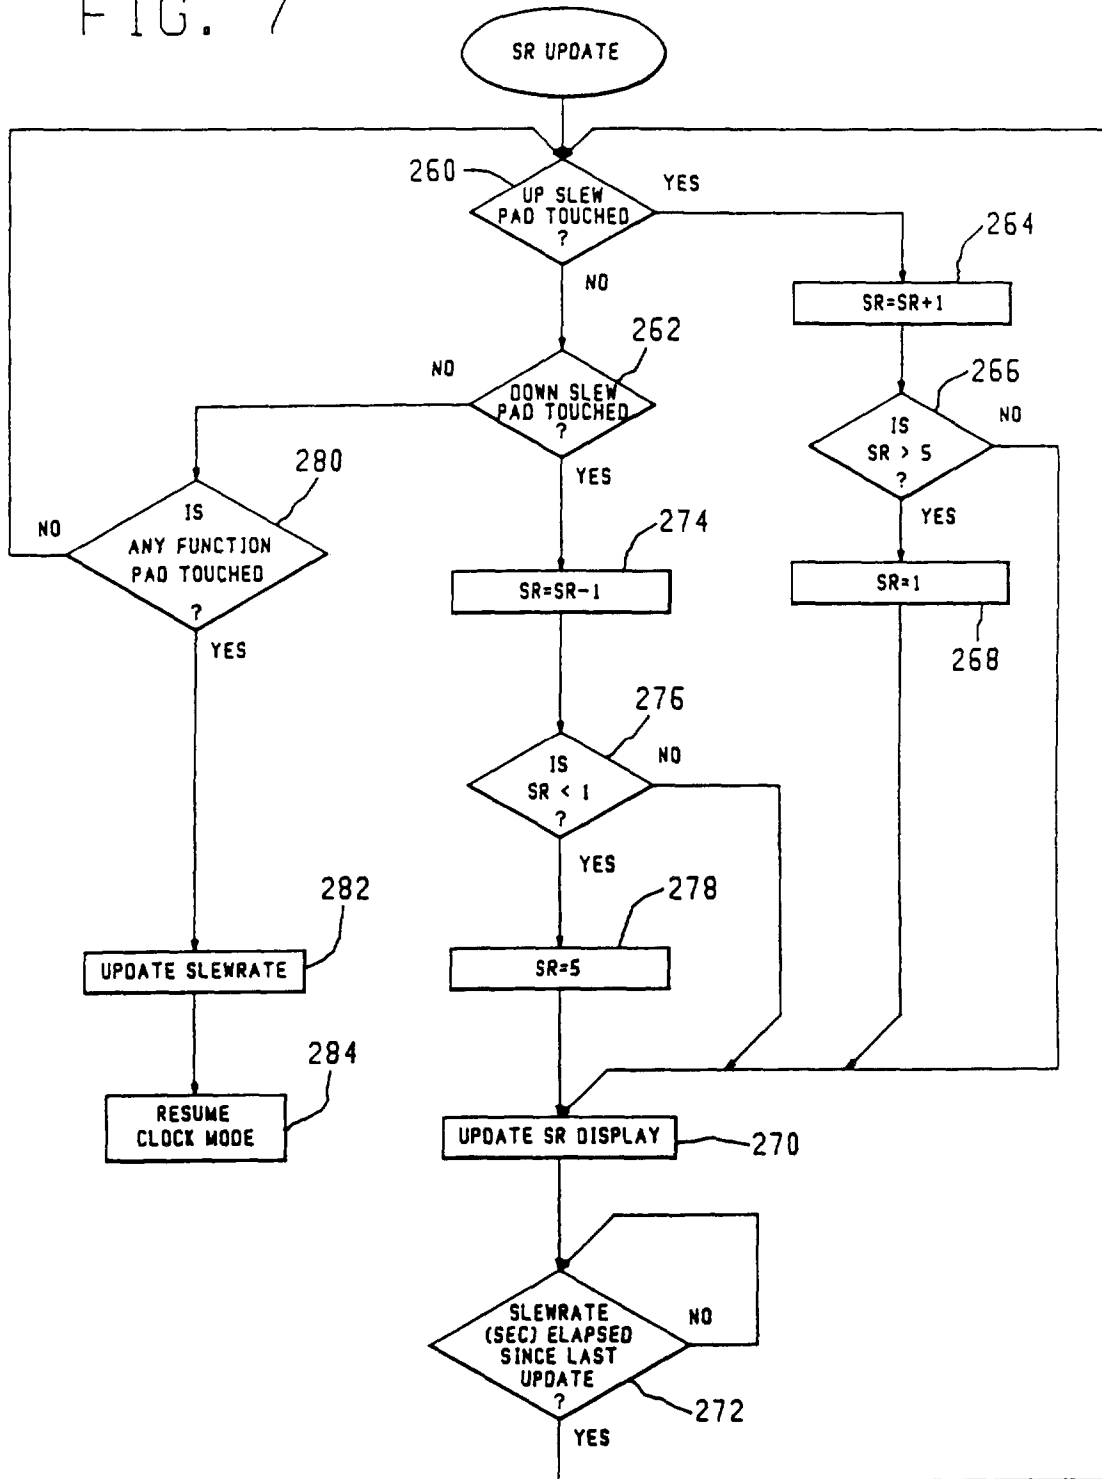 FIG. 7
SR UPDATE
260
UP SLEW
PAD TOUCHED
?
YES
NO
264
SR=SR+1
262
DOWN SLEW
PAD TOUCHED
?
NO
YES
266
IS
SR > 5
?
NO
YES
280
IS
ANY FUNCTION
PAD TOUCHED
?
NO
YES
274
SR=SR-1
SR=1
268
276
IS
SR < 1
?
NO
YES
278
SR=5
282
UPDATE SLEWRATE
284
RESUME
CLOCK MODE
UPDATE SR DISPLAY
270
SLEWRATE
(SEC) ELAPSED
SINCE LAST
UPDATE
?
NO
272
YES